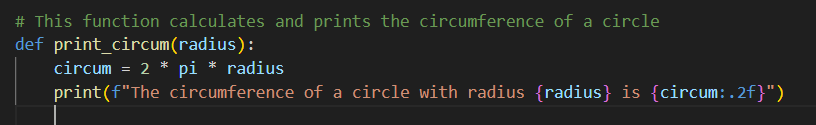 # This function calculates and prints the circumference of a circle
def print_circum(radius):
    circum = 2 * pi * radius
    print(f"The circumference of a circle with radius {radius} is {circum:.2f}")